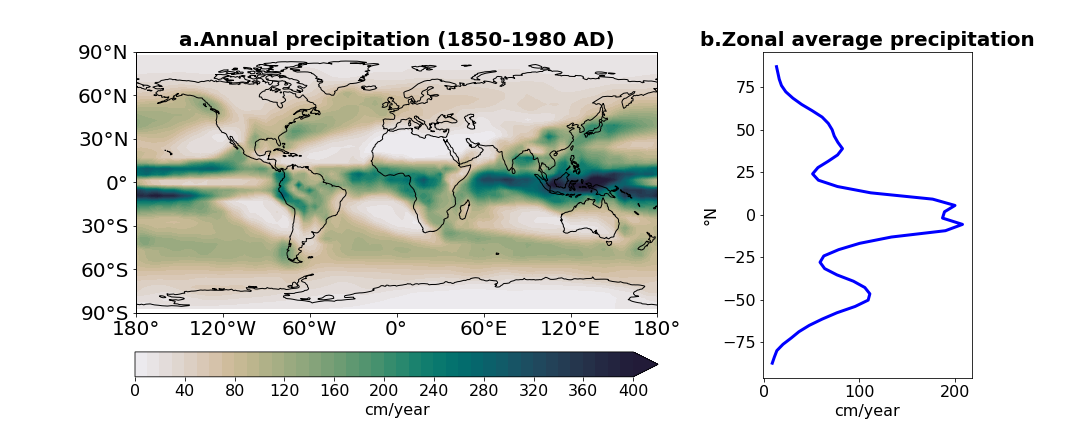 a.Annual precipitation (1850-1980 AD)
90°N
60°N
30°N
0°
30°S
60°S
90°S
180° 120°W 60°W 0° 60°E 120°E 180°
0 40 80 120 160 200 240 280 320 360 400
cm/year
b.Zonal average precipitation
75
50
25
0
−25
−50
−75
°N
0 100 200
cm/year